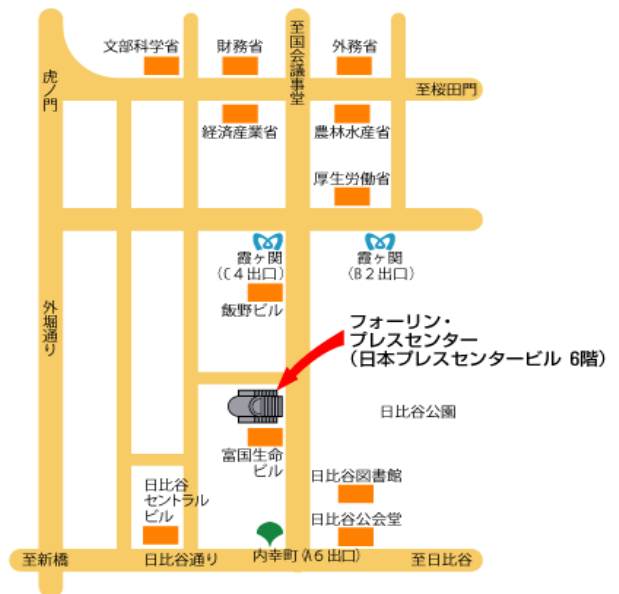 文部科学省
財務省
至国会議事堂
外務省
虎ノ門
至桜田門
経済産業省
農林水産省
厚生労働省
霞ヶ関
(C4出口)
霞ヶ関
(B2出口)
飯野ビル
外堀通り
フォーリン・
プレスセンター
(日本プレスセンタービル 6階)
日比谷公園
富国生命
ビル
日比谷図書館
日比谷
セントラル
ビル
日比谷公会堂
至新橋
日比谷通り
内幸町(A6出口)
至日比谷